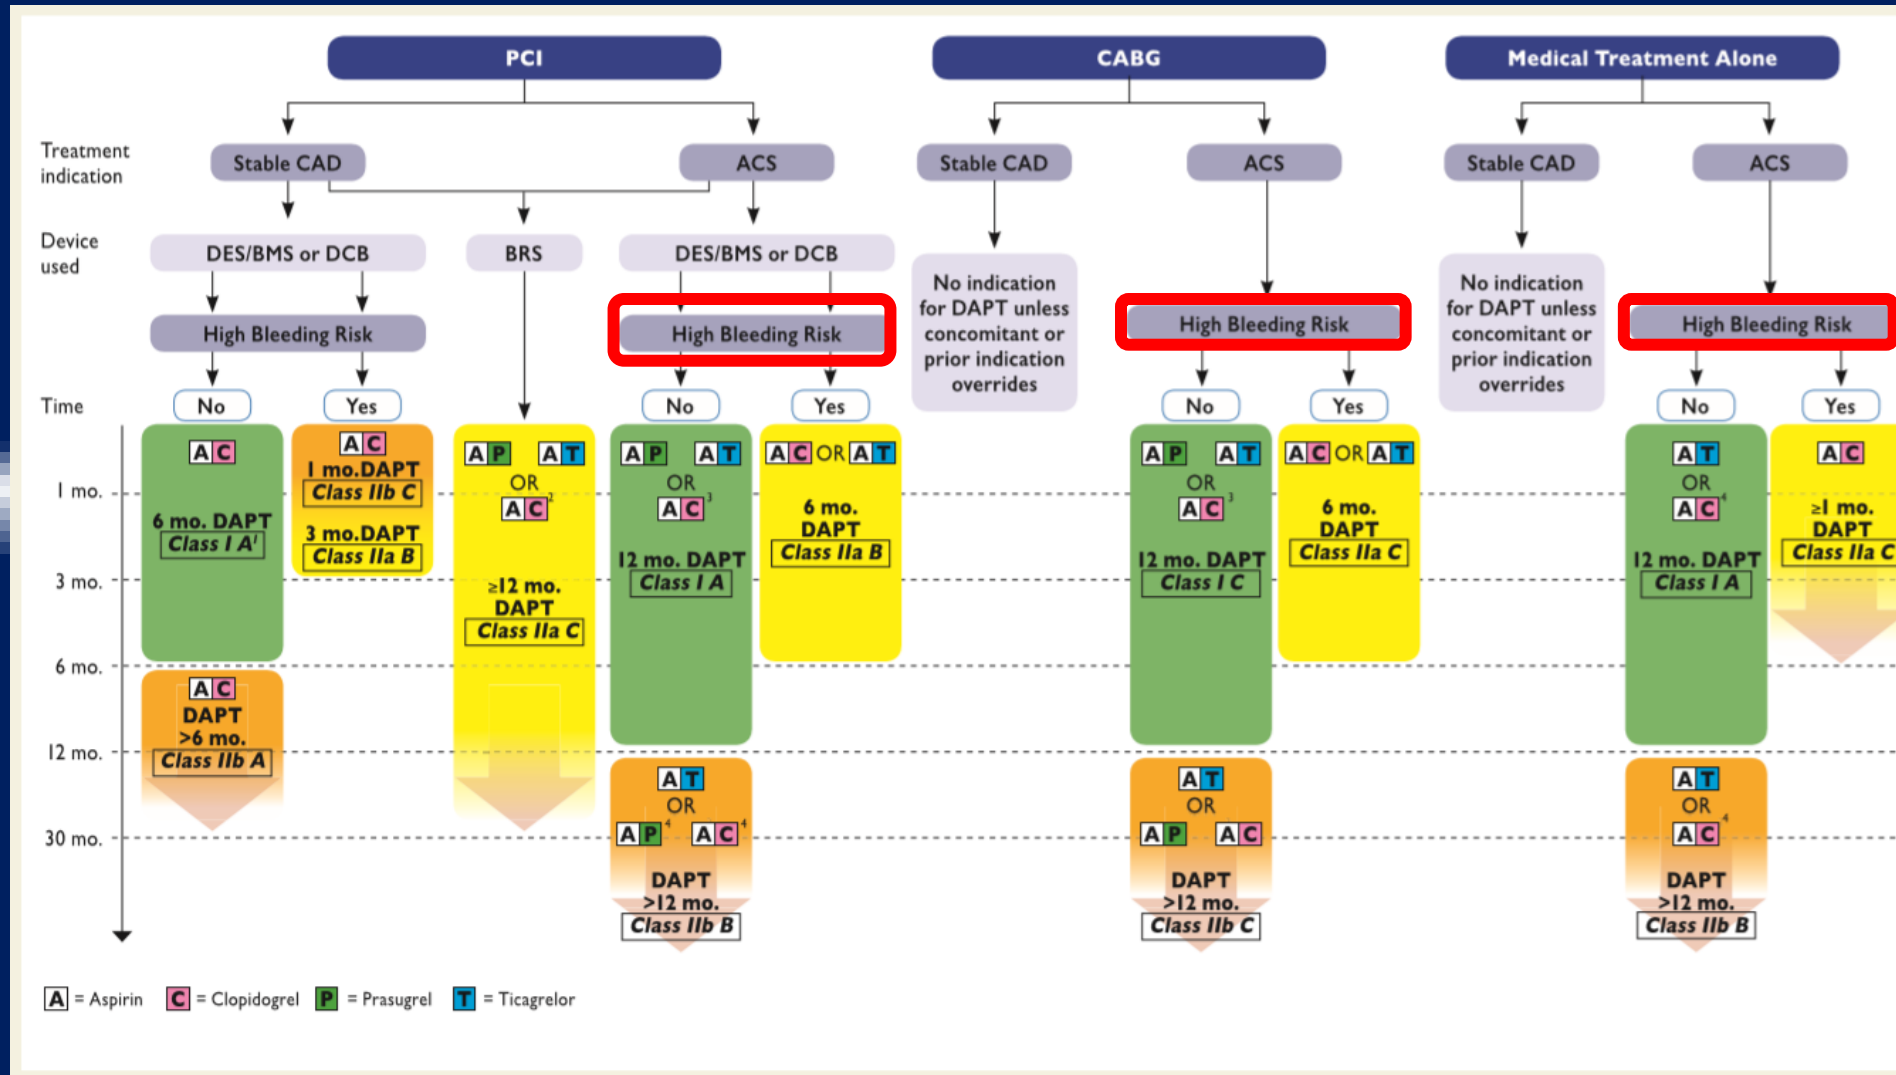 PCI
CABG
Medical Treatment Alone
Treatment
indication
Stable CAD
ACS
Stable CAD
ACS
Stable CAD
ACS
Device
used
DES/BMS or DCB
BRS
DES/BMS or DCB
No indication
for DAPT unless
concomitant or
prior indication
overrides
No indication
for DAPT unless
concomitant or
prior indication
overrides
High Bleeding Risk
High Bleeding Risk
High Bleeding Risk
High Bleeding Risk
Time
No
Yes
No
Yes
No
Yes
No
Yes
1 mo.
3 mo.
6 mo.
12 mo.
30 mo.
A C
6 mo. DAPT
Class I A1
A C
DAPT
>6 mo.
Class IIb A
A C
1 mo.DAPT
Class IIb C
3 mo.DAPT
Class IIa B
A P A T
OR
A C 2
≥12 mo.
DAPT
Class IIa C
A P A T
OR
A C 3
12 mo. DAPT
Class I A
A T
OR
A P 4 A C 4
DAPT
>12 mo.
Class IIb B
A C OR A T
6 mo.
DAPT
Class IIa B
A P A T
OR
A C 3
12 mo. DAPT
Class I C
A T
OR
A P A C
DAPT
>12 mo.
Class IIb C
A C OR A T
6 mo.
DAPT
Class IIa C
A T
OR
A C 4
12 mo. DAPT
Class I A
A T
OR
A C 4
DAPT
>12 mo.
Class IIb B
A C
≥1 mo.
DAPT
Class IIa C
A = Aspirin C = Clopidogrel P = Prasugrel T = Ticagrelor